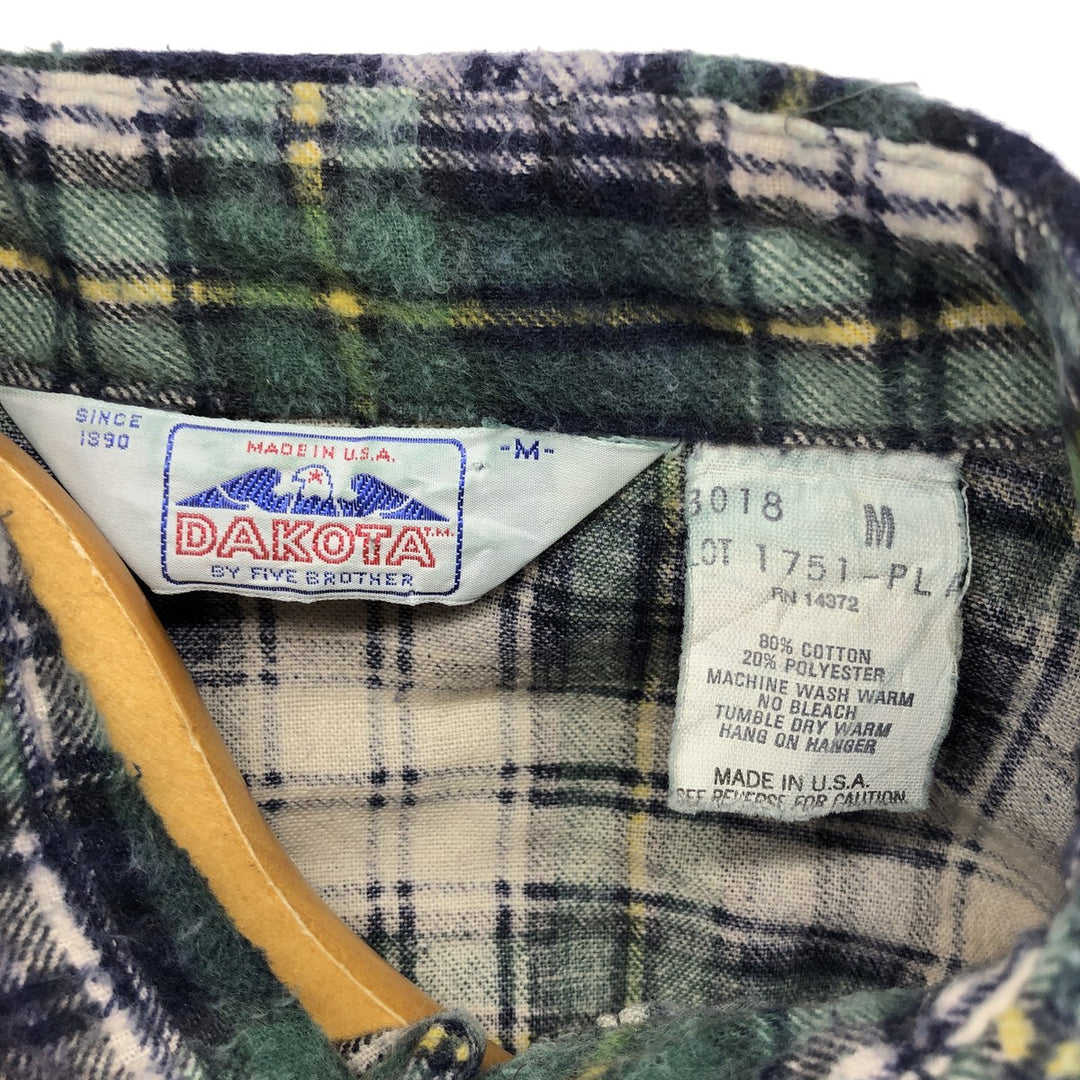 SINCE
1890
MADE IN U.S.A.
DAKOTA T.M.
BY FIVE BROTHER
-M-
3018 M
LOT 1751-PL
RN 14372
80% COTTON
20% POLYESTER
MACHINE WASH WARM
NO BLEACH
TUMBLE DRY WARM
HANG ON HANGER
MADE IN U.S.A.
SEE REVERSE FOR CAUTION.